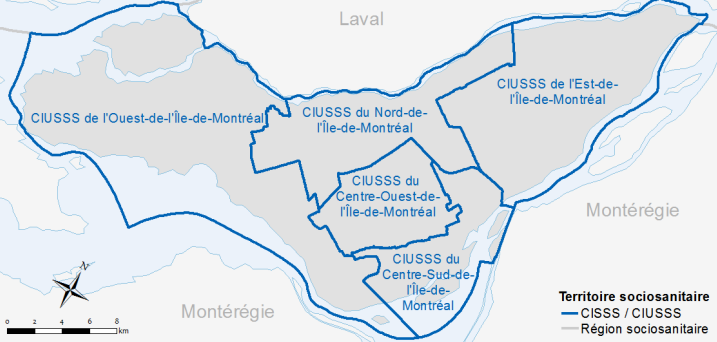 Laval
CIUSSS de l'Ouest-de-l'Île-de-Montréal
CIUSSS du Nord-de-
l'Île-de-Montréal
CIUSSS de l'Est-de-
l'Île-de-Montréal
CIUSSS du
Centre-Ouest-de-
l'Île-de-Montréal
CIUSSS du
Centre-Sud-de-
l'Île-de-
Montréal
Montérégie
Montérégie
N
0 2 4 6 8
km
Territoire sociosanitaire
CISSS / CIUSSS
Région sociosanitaire